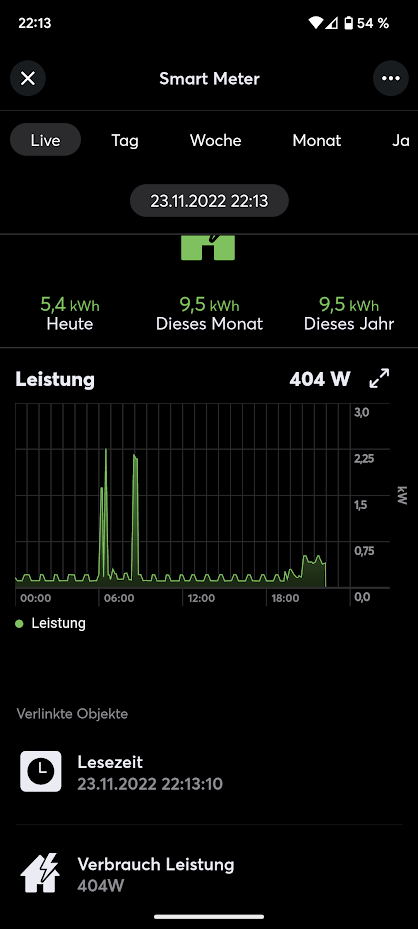 22:13
54 %
Smart Meter
Live Tag Woche Monat Ja
23.11.2022 22:13
5,4 kWh 9,5 kWh 9,5 kWh
Heute Dieses Monat Dieses Jahr
Leistung 404 W
3,0
2,25
1,5
kW
0,75
0,0
00:00 06:00 12:00 18:00
Leistung
Verlinkte Objekte
Lesezeit
23.11.2022 22:13:10
Verbrauch Leistung
404W